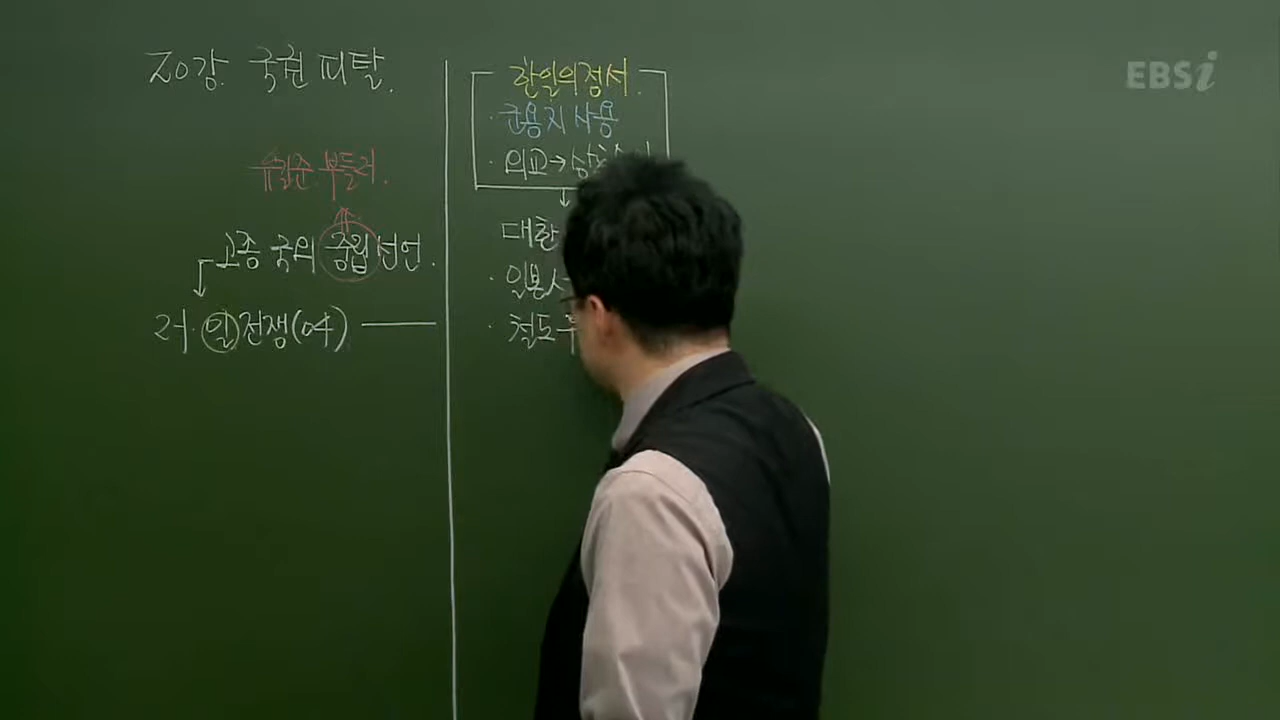 20강 국권 피탈.
유길준 부들러.
고종 국외 중립 선언.
러·일전쟁(04)
한일의정서.
· 군용지 사용
· 외교→
대한
· 일본
· 철도
EBSi